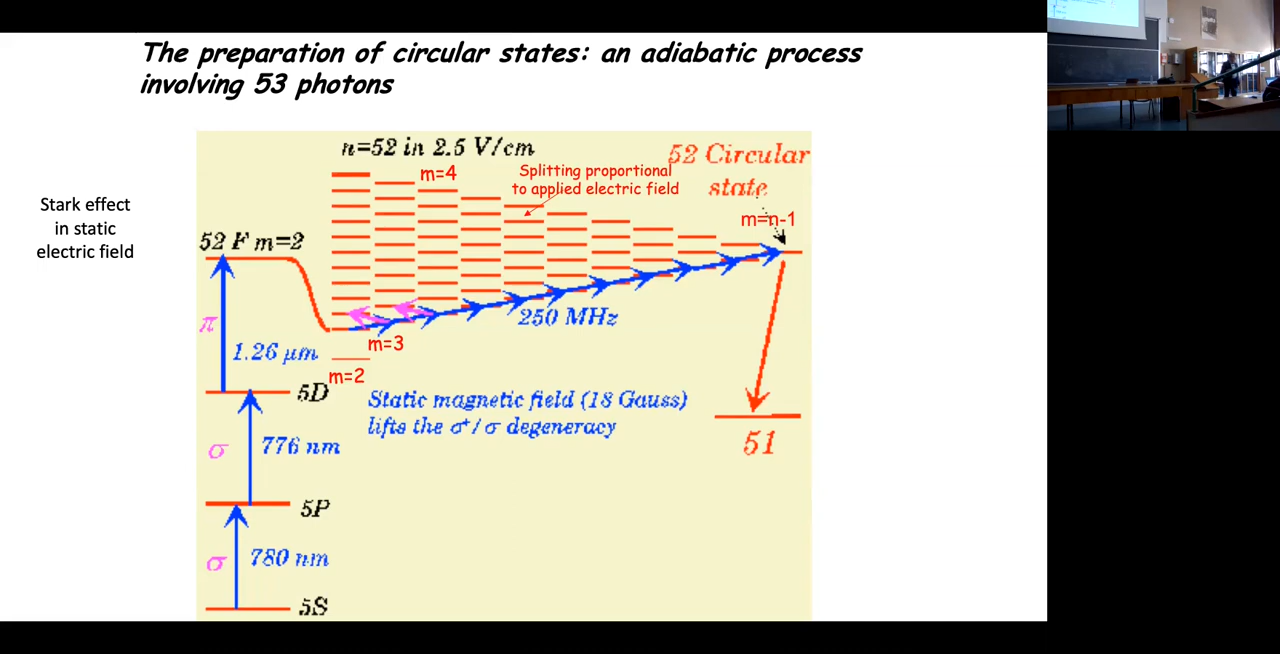 The preparation of circular states: an adiabatic process
involving 53 photons
n=52 in 2.5 V/cm
52 Circular
state
m=4
Splitting proportional
to applied electric field
m=n-1
Stark effect
in static
electric field
52 F m=2
π
1.26 μm
250 MHz
m=3
m=2
5D
Static magnetic field (18 Gauss)
lifts the σ+/σ degeneracy
51
σ
776 nm
5P
σ
780 nm
5S